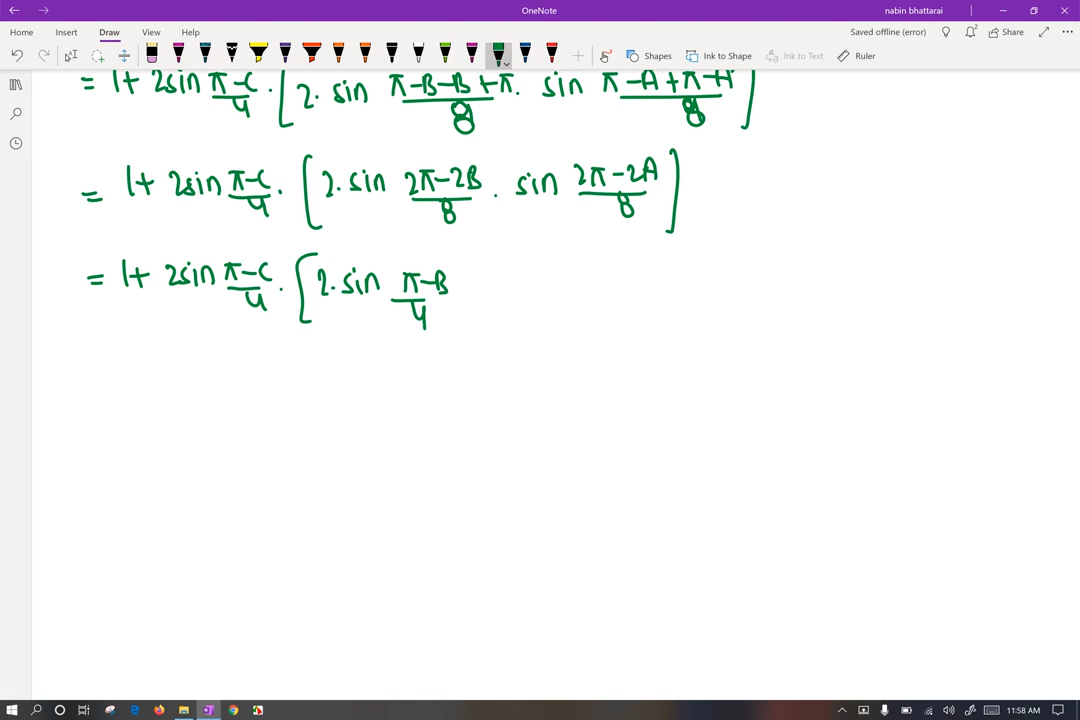 OneNote
nabin bhattarai
Home Insert Draw View Help
Saved offline (error) Share
Shapes Ink to Shape Ink to Text Ruler
= 1+ 2sin π-C/4 . [2. sin π-B-B+π/8 . sin π-A+π-A/8]
= 1+ 2sin π-C/4 . [2. sin 2π-2B/8 . sin 2π-2A/8]
= 1+ 2sin π-C/4 . [2. sin π-B/4
11:58 AM